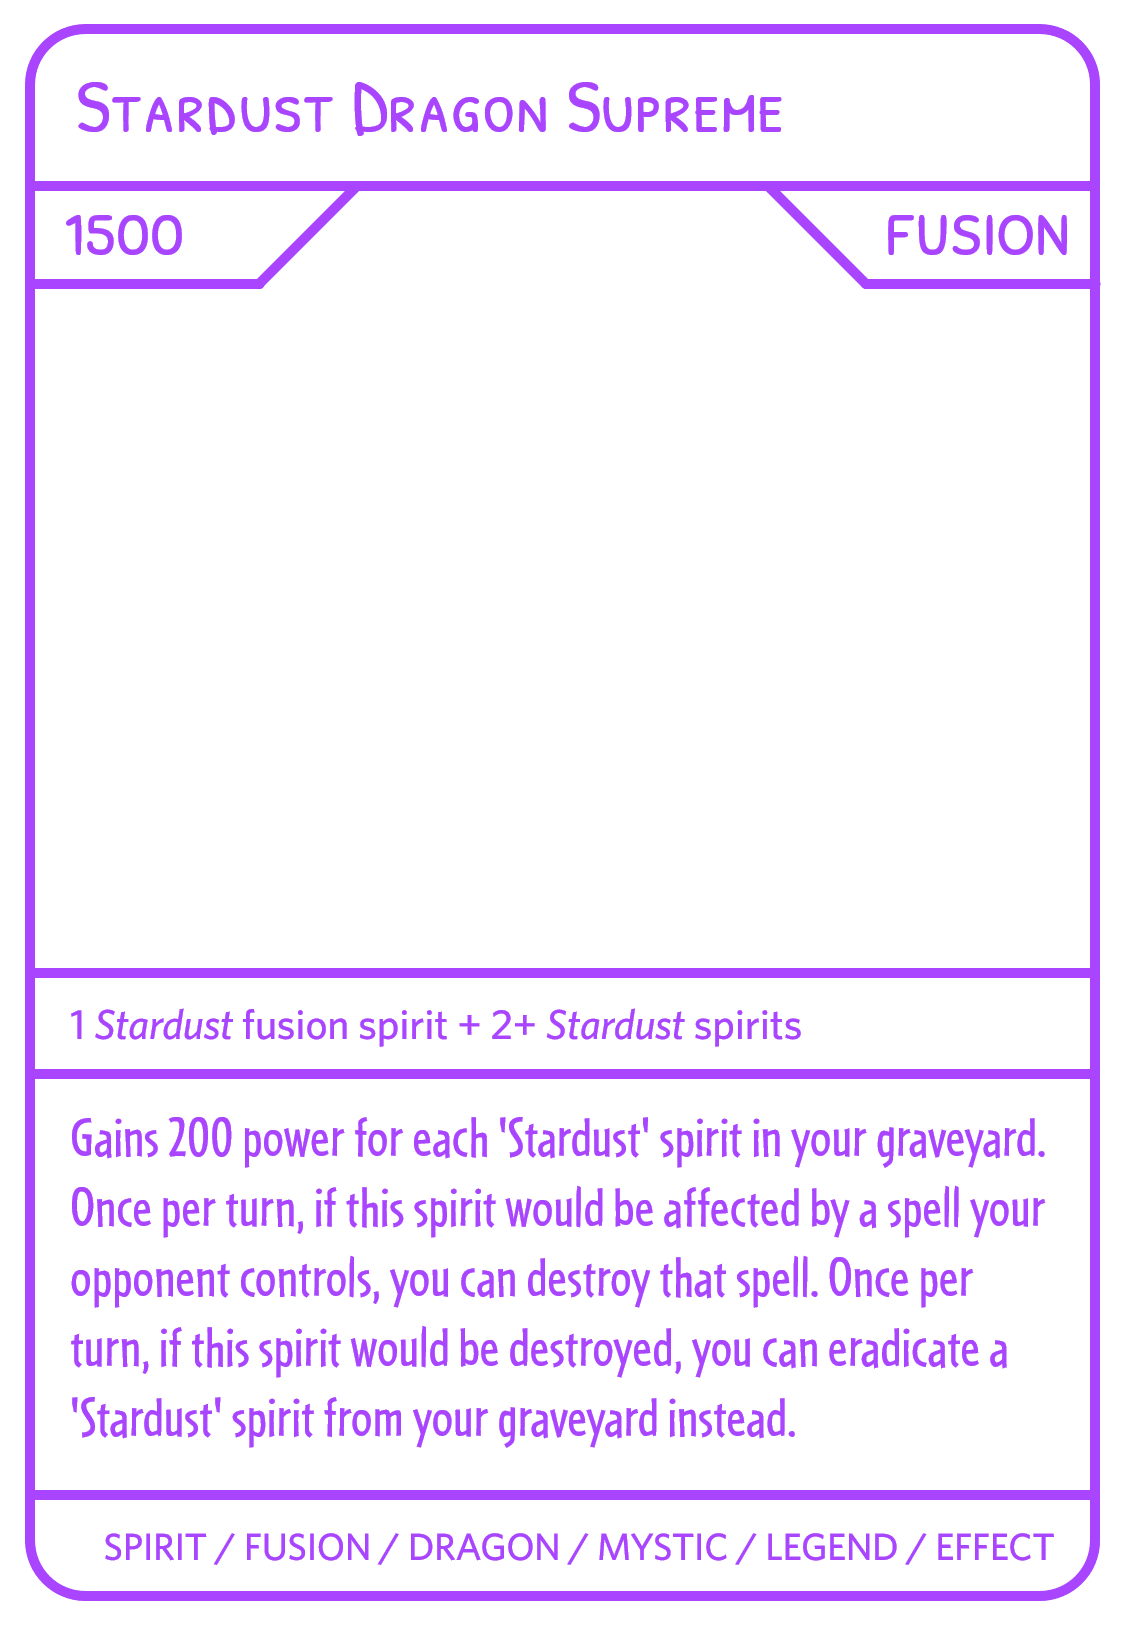 Stardust Dragon Supreme
1500
FUSION
1 Stardust fusion spirit + 2+ Stardust spirits
Gains 200 power for each 'Stardust' spirit in your graveyard.
Once per turn, if this spirit would be affected by a spell your
opponent controls, you can destroy that spell. Once per
turn, if this spirit would be destroyed, you can eradicate a
'Stardust' spirit from your graveyard instead.
SPIRIT / FUSION / DRAGON / MYSTIC / LEGEND / EFFECT